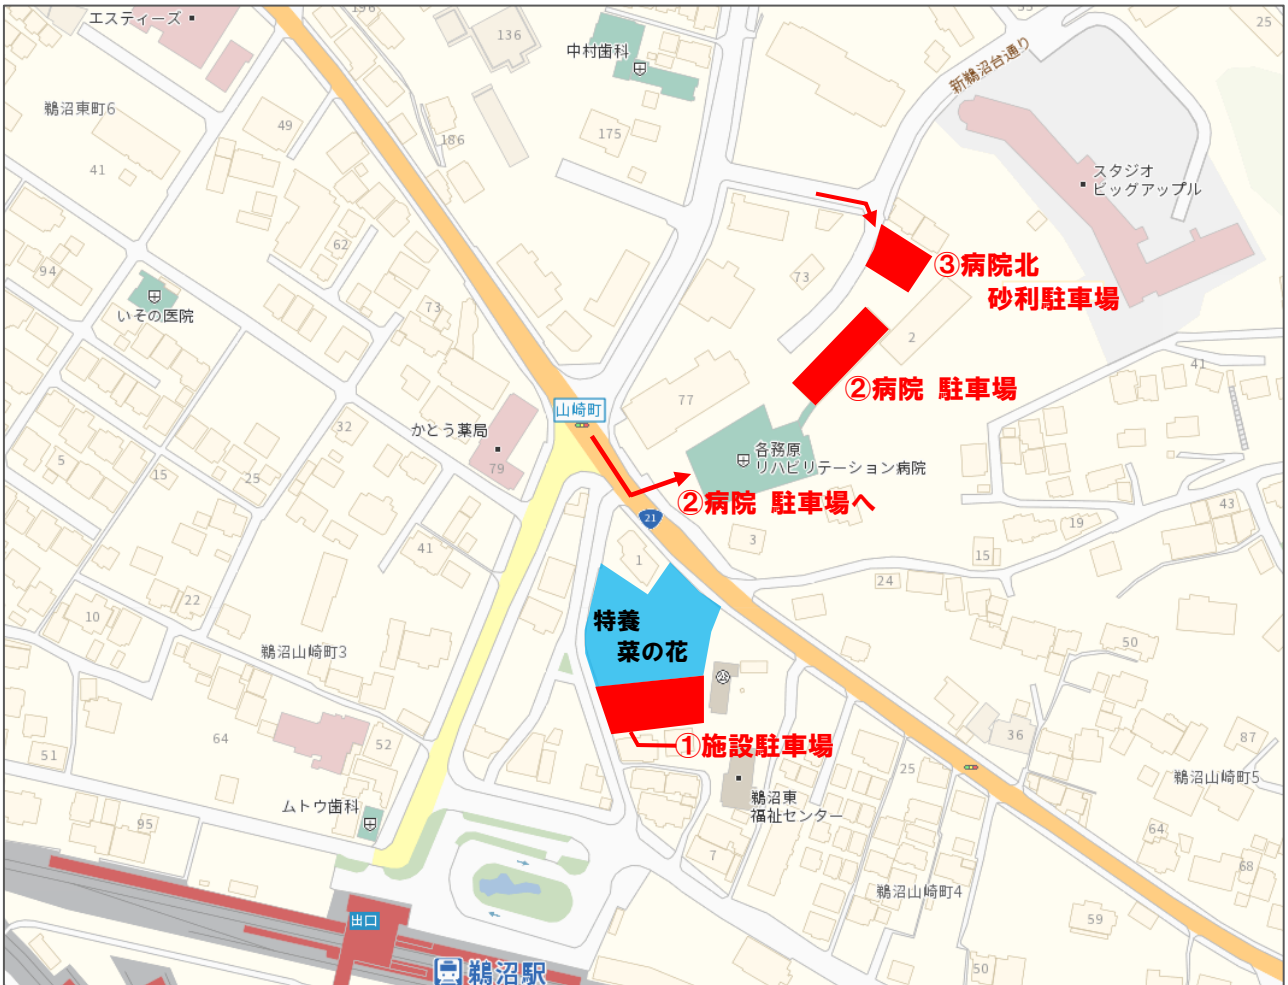 エスティーズ
196
136
中村歯科
33
25
新鵜沼台通り
鵜沼東町6
49
186
175
41
スタジオ
ビッグアップル
62
94
いその医院
73
73
③病院北
砂利駐車場
2
41
②病院 駐車場
77
山崎町
かとう薬局
32
79
5
15
25
各務原
リハビリテーション病院
②病院 駐車場へ
21
43
19
3
15
41
1
24
22
10
特養
菜の花
50
鵜沼山崎町3
64
52
51
①施設駐車場
36
87
25
鵜沼山崎町5
鵜沼東
福祉センター
ムトウ歯科
95
7
64
68
鵜沼山崎町4
59
出口
50
鵜沼駅